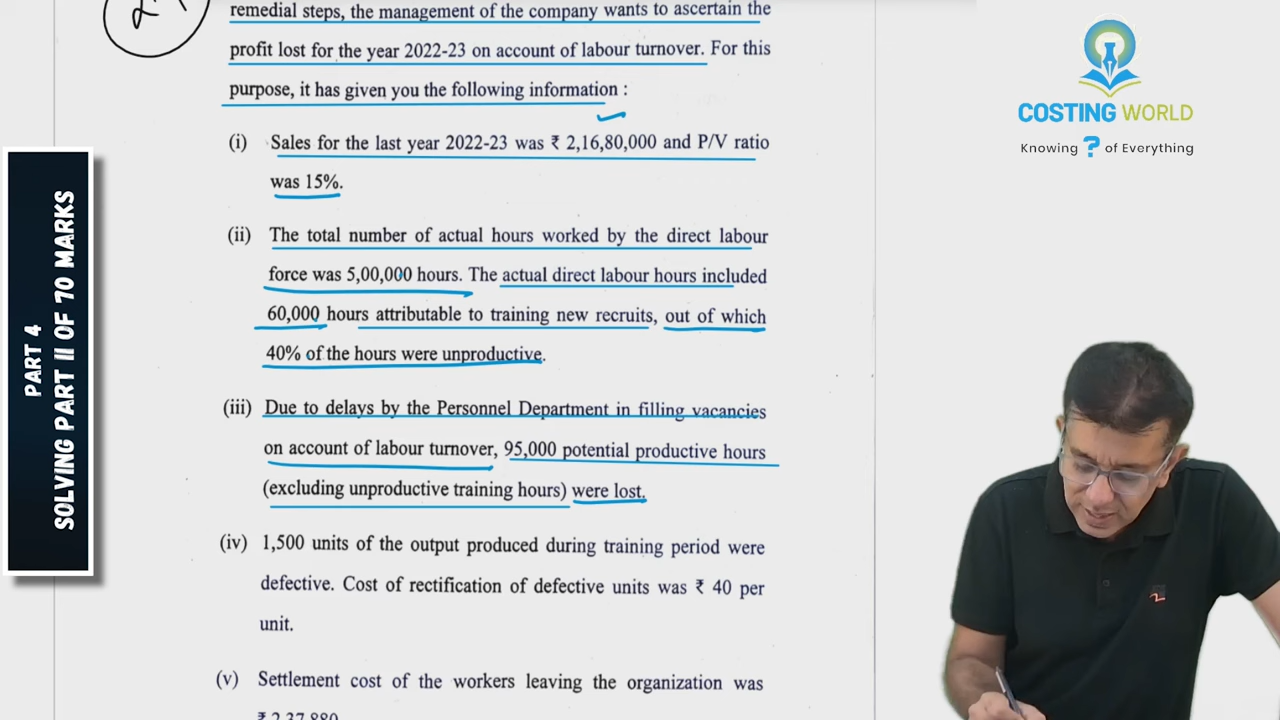 remedial steps, the management of the company wants to ascertain the
profit lost for the year 2022-23 on account of labour turnover. For this
purpose, it has given you the following information :
(i) Sales for the last year 2022-23 was ₹ 2,16,80,000 and P/V ratio
was 15%.
(ii) The total number of actual hours worked by the direct labour
force was 5,00,000 hours. The actual direct labour hours included
60,000 hours attributable to training new recruits, out of which
40% of the hours were unproductive.
(iii) Due to delays by the Personnel Department in filling vacancies
on account of labour turnover, 95,000 potential productive hours
(excluding unproductive training hours) were lost.
(iv) 1,500 units of the output produced during training period were
defective. Cost of rectification of defective units was ₹ 40 per
unit.
(v) Settlement cost of the workers leaving the organization was
₹ 2,37,880
PART 4
SOLVING PART II OF 70 MARKS
COSTING WORLD
Knowing ? of Everything